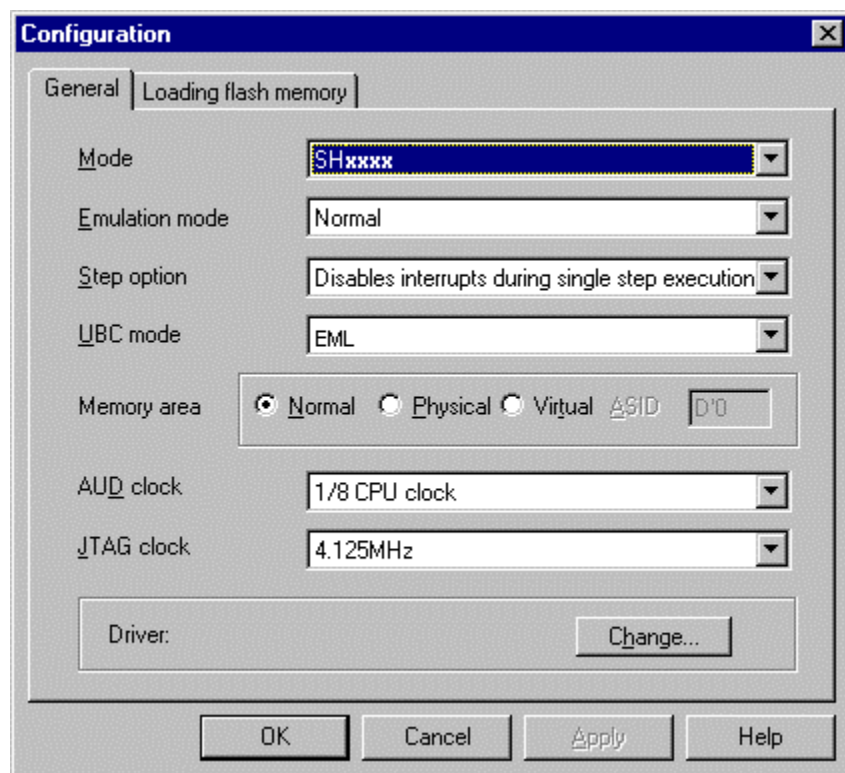 Configuration
General Loading flash memory
Mode SHxxxx
Emulation mode Normal
Step option Disables interrupts during single step execution
UBC mode EML
Memory area Normal Physical Virtual ASID D'0
AUD clock 1/8 CPU clock
JTAG clock 4.125MHz
Driver: Change...
OK Cancel Apply Help